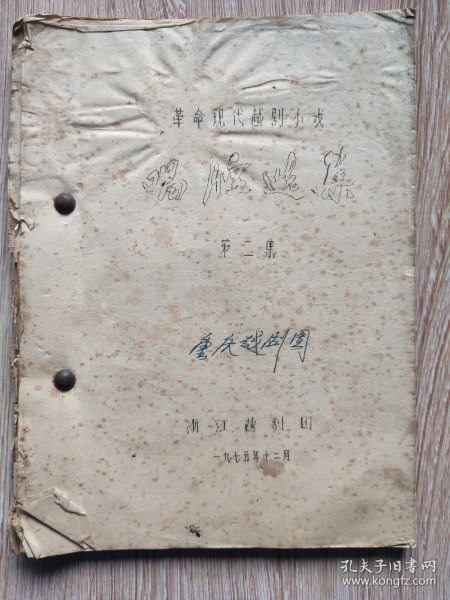 革命现代越剧小戏
唱腔选集
第二集
越剧团
浙江越剧团
一九七五年十二月
孔夫子旧书网
www.kongfz.com